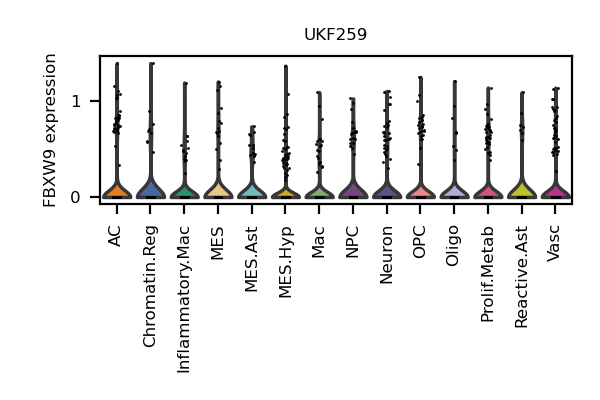 UKF259
FBXW9 expression
1
0
AC
Chromatin.Reg
Inflammatory.Mac
MES
MES.Ast
MES.Hyp
Mac
NPC
Neuron
OPC
Oligo
Prolif.Metab
Reactive.Ast
Vasc